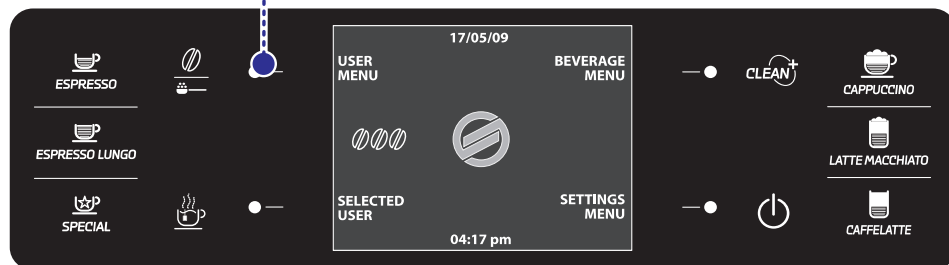 ESPRESSO
ESPRESSO LUNGO
SPECIAL
17/05/09
USER
MENU
BEVERAGE
MENU
SELECTED
USER
SETTINGS
MENU
04:17 pm
CLEAN+
CAPPUCCINO
LATTE MACCHIATO
CAFFELATTE